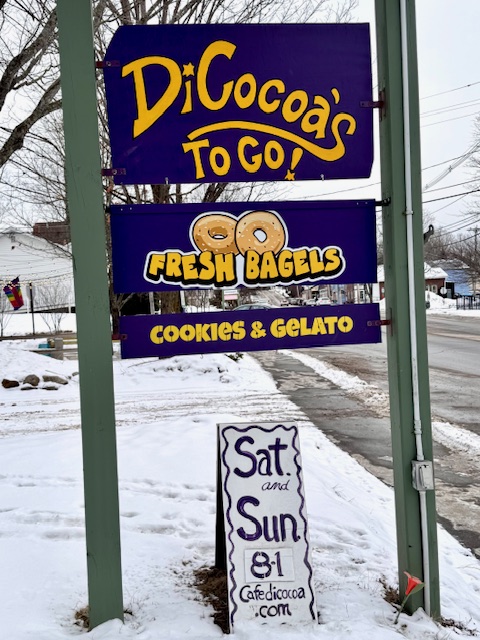 DiCocoa's
To Go!
FRESH BAGELS
COOKIES & GELATO
Sat.
and
Sun
8-1
Cafedicocoa
.com